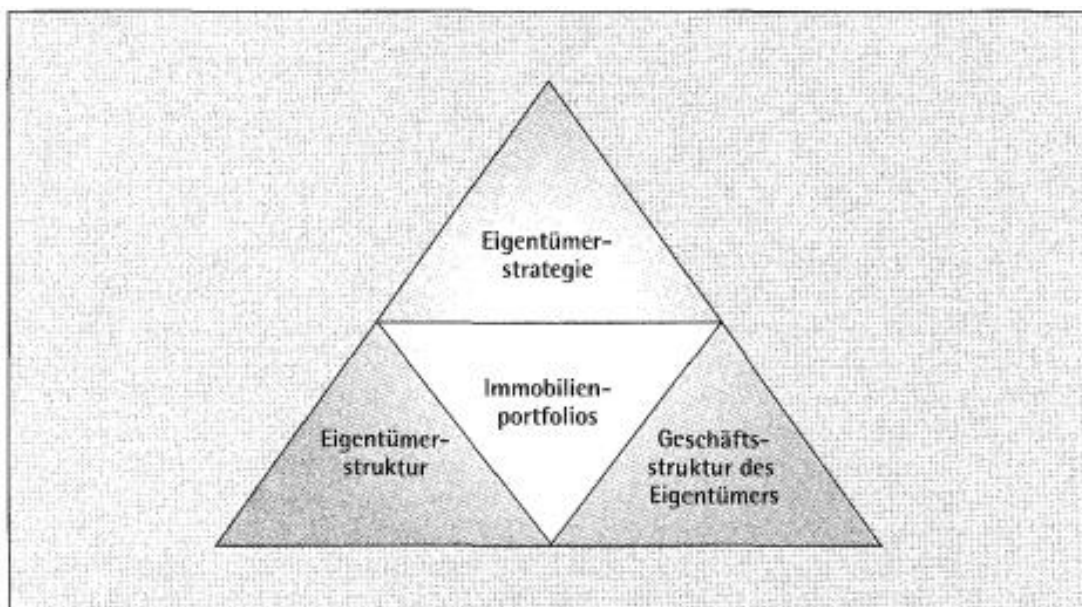 Eigentümer-
strategie
Immobilien-
portfolios
Eigentümer-
struktur
Geschäfts-
struktur des
Eigentümers